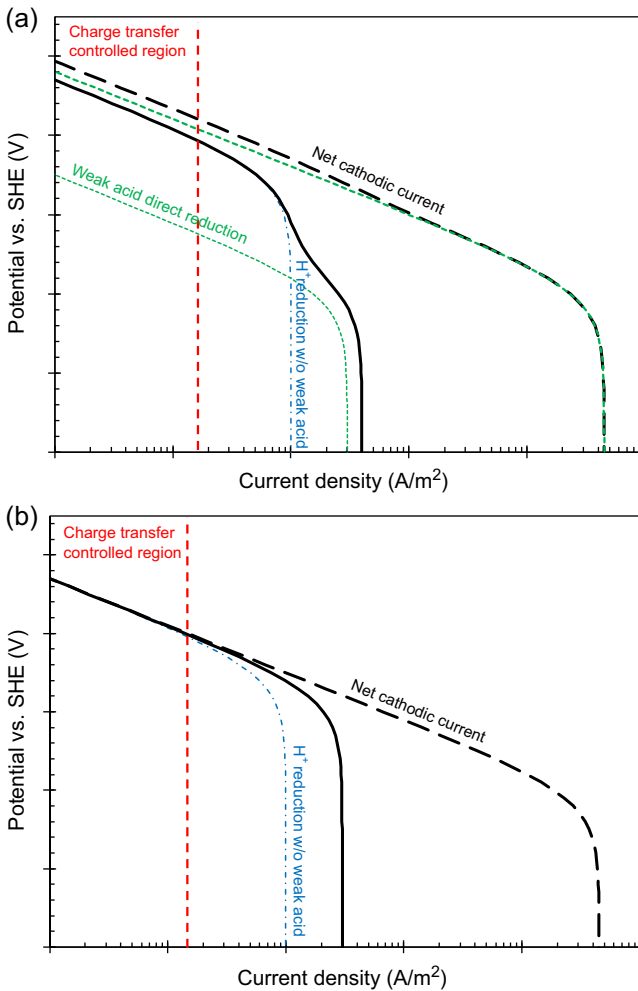 (a)
Charge transfer
controlled region
Net cathodic current
Weak acid direct reduction
H⁺ reduction w/o weak acid
Potential vs. SHE (V)
Current density (A/m²)
(b)
Charge transfer
controlled region
Net cathodic current
H⁺ reduction w/o weak acid
Potential vs. SHE (V)
Current density (A/m²)